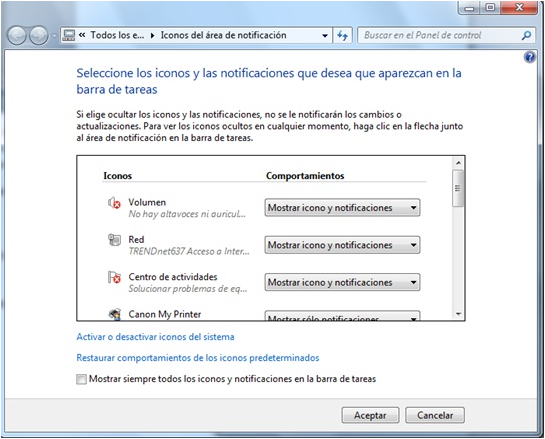 « Todos los e... ▸ Iconos del área de notificación
Buscar en el Panel de control
Seleccione los iconos y las notificaciones que desea que aparezcan en la
barra de tareas
Si elige ocultar los iconos y las notificaciones, no se le notificarán los cambios o
actualizaciones. Para ver los iconos ocultos en cualquier momento, haga clic en la flecha junto
al área de notificación en la barra de tareas.
Iconos Comportamientos
Volumen
No hay altavoces ni auricul...
Mostrar icono y notificaciones
Red
TRENDnet637 Acceso a Inter...
Mostrar icono y notificaciones
Centro de actividades
Solucionar problemas de eq...
Mostrar icono y notificaciones
Canon My Printer
Mostrar sólo notificaciones
Activar o desactivar iconos del sistema
Restaurar comportamientos de los iconos predeterminados
Mostrar siempre todos los iconos y notificaciones en la barra de tareas
Aceptar Cancelar